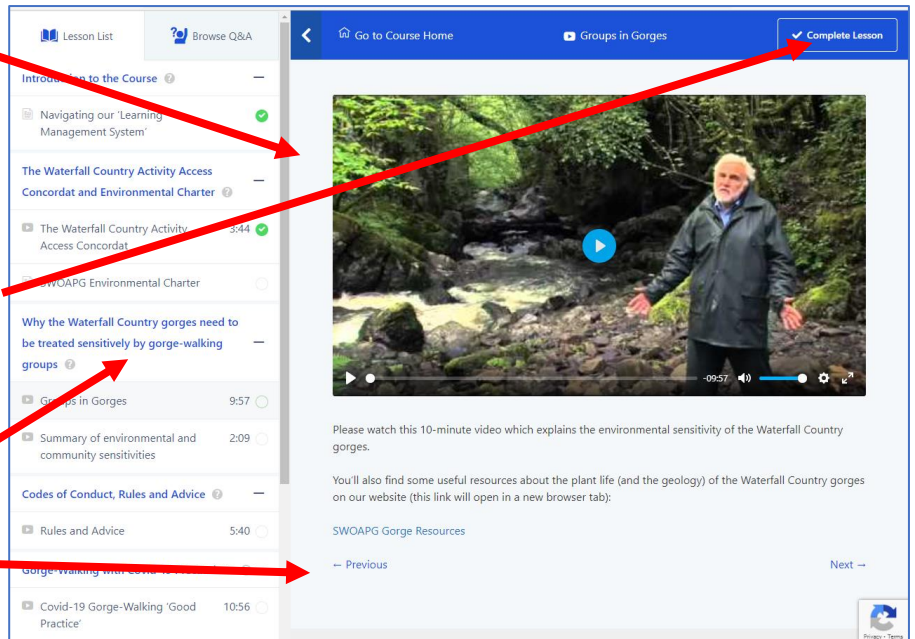 Lesson List
Browse Q&A
Introduction to the Course
Navigating our 'Learning
Management System'
The Waterfall Country Activity Access
Concordat and Environmental Charter
The Waterfall Country Activity 3:44
Access Concordat
SWOAPG Environmental Charter
Why the Waterfall Country gorges need to
be treated sensitively by gorge-walking
groups
Groups in Gorges 9:57
Summary of environmental and 2:09
community sensitivities
Codes of Conduct, Rules and Advice
Rules and Advice 5:40
Gorge-Walking with Covid-19
Covid-19 Gorge-Walking 'Good 10:56
Practice'
Go to Course Home
Groups in Gorges
Complete Lesson
-09:57
Please watch this 10-minute video which explains the environmental sensitivity of the Waterfall Country
gorges.
You'll also find some useful resources about the plant life (and the geology) of the Waterfall Country gorges
on our website (this link will open in a new browser tab):
SWOAPG Gorge Resources
← Previous
Next →
Privacy - Terms